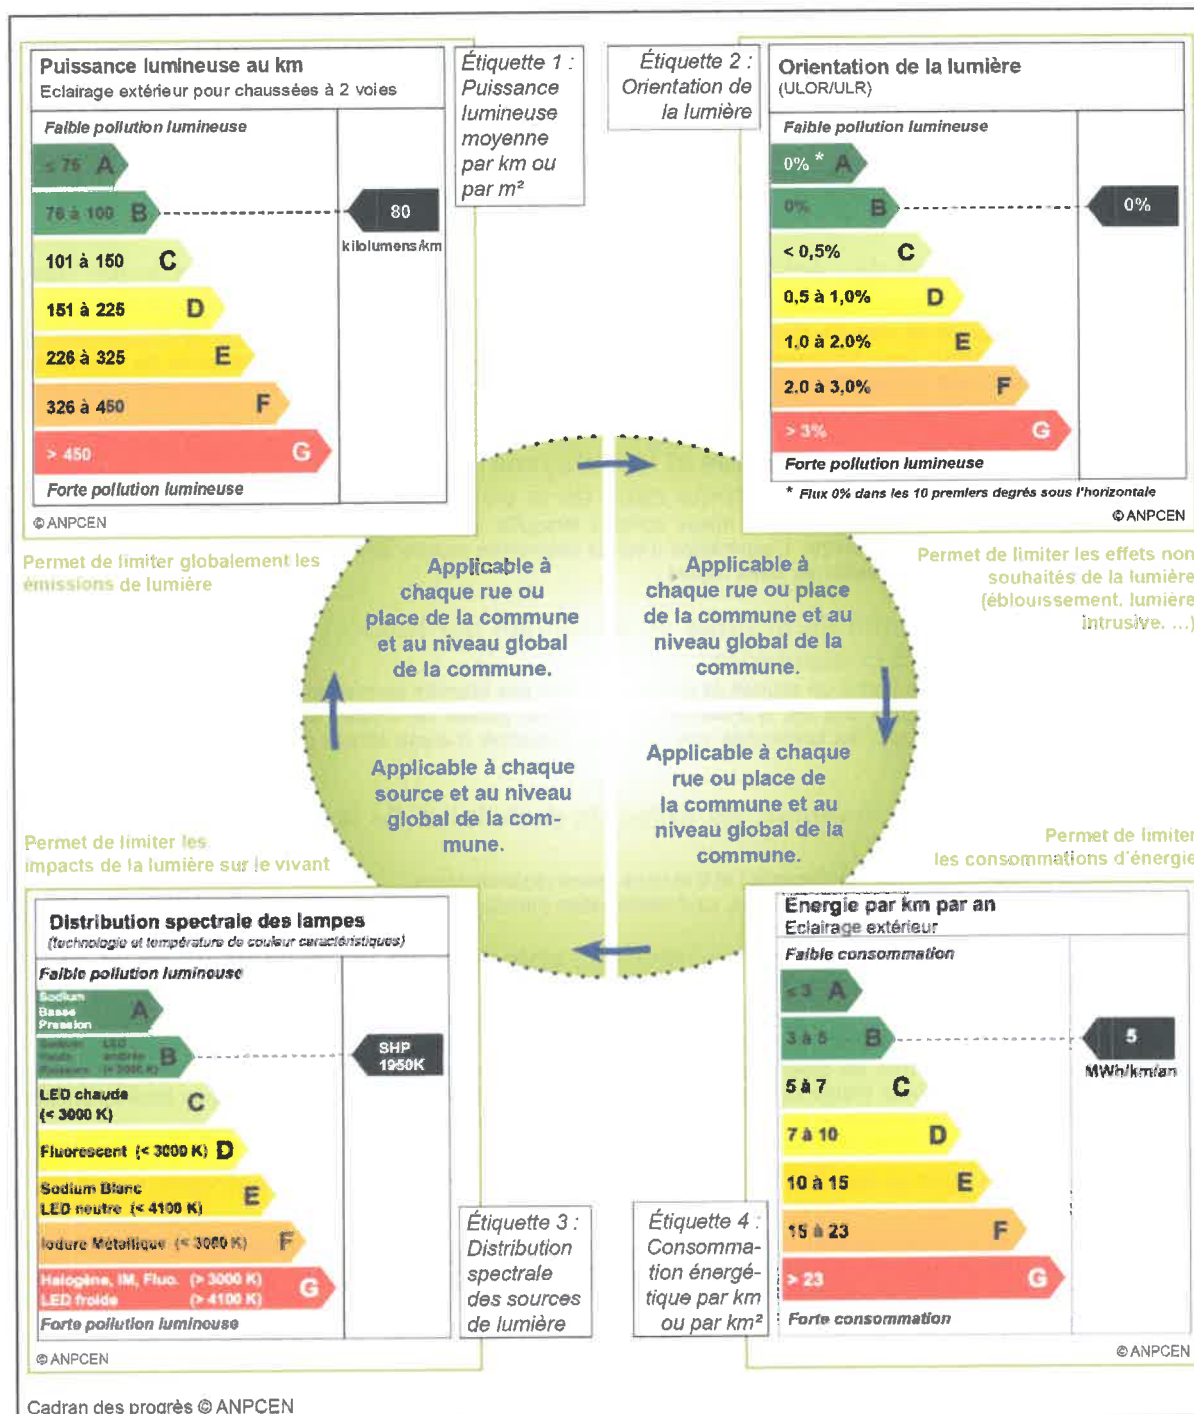 Puissance lumineuse au km
Eclairage extérieur pour chaussées à 2 voies
Faible pollution lumineuse
≤ 75 A
76 à 100 B
80
kilolumens/km
101 à 150 C
151 à 225 D
226 à 325 E
326 à 450 F
> 450 G
Forte pollution lumineuse
© ANPCEN
Étiquette 1 :
Puissance
lumineuse
moyenne
par km ou
par m²
Étiquette 2 :
Orientation de
la lumière
Orientation de la lumière
(ULOR/ULR)
Faible pollution lumineuse
0% * A
0% B
0%
< 0,5% C
0,5 à 1,0% D
1.0 à 2.0% E
2.0 à 3,0% F
> 3% G
Forte pollution lumineuse
* Flux 0% dans les 10 premiers degrés sous l'horizontale
© ANPCEN
Permet de limiter globalement les
émissions de lumière
Permet de limiter les effets non
souhaités de la lumière
(éblouissement, lumière
intrusive, ...)
Applicable à
chaque rue ou
place de la commune
et au niveau global
de la commune.
Applicable à
chaque rue ou place
de la commune et au
niveau global de la
commune.
Applicable à chaque
source et au niveau
global de la com-
mune.
Applicable à chaque
rue ou place de
la commune et au
niveau global de la
commune.
Permet de limiter les
impacts de la lumière sur le vivant
Permet de limiter
les consommations d'énergie
Distribution spectrale des lampes
(technologie et température de couleur caractéristiques)
Faible pollution lumineuse
Sodium
Basse
Pression
A
Sodium LED
Haute ambrée
Pression (< 2000 K)
B
SHP
1950K
LED chaude
(< 3000 K)
C
Fluorescent (< 3000 K) D
Sodium Blanc
LED neutre (< 4100 K)
E
Iodure Métallique (< 3000 K) F
Halogène, IM, Fluo. (> 3000 K)
LED froide (> 4100 K)
G
Forte pollution lumineuse
© ANPCEN
Étiquette 3 :
Distribution
spectrale
des sources
de lumière
Étiquette 4 :
Consomma-
tion énergé-
tique par km
ou par km²
Energie par km par an
Eclairage extérieur
Faible consommation
≤ 3 A
3 à 5 B
5
MWh/km/an
5 à 7 C
7 à 10 D
10 à 15 E
15 à 23 F
> 23 G
Forte consommation
© ANPCEN
Cadran des progrès © ANPCEN